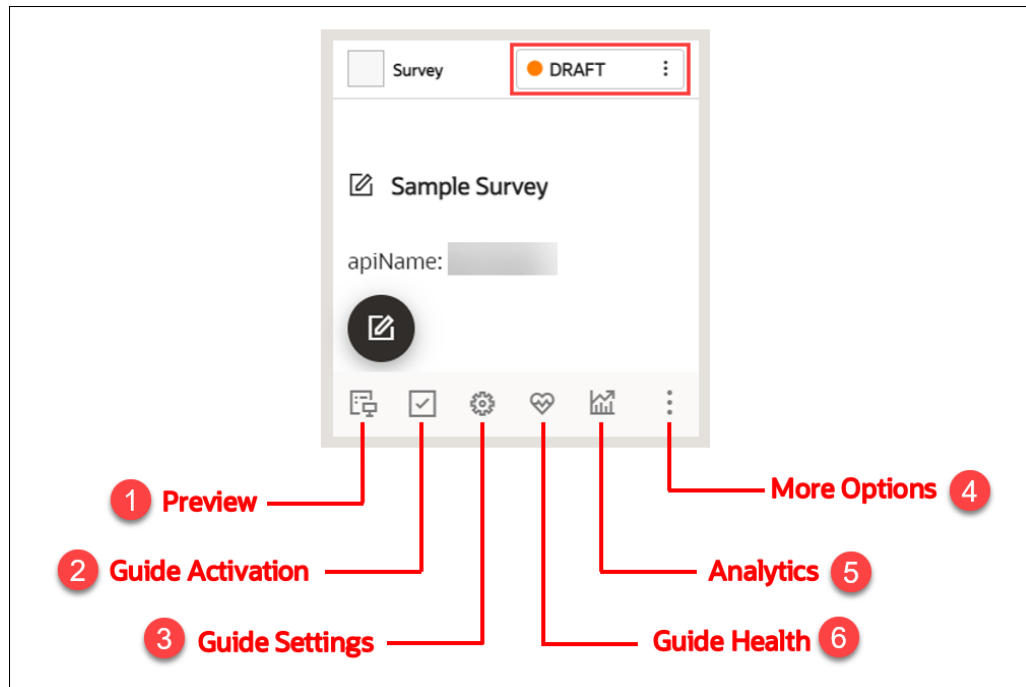 Survey
DRAFT
Sample Survey
apiName:
1 Preview
More Options 4
2 Guide Activation
Analytics 5
3 Guide Settings
Guide Health 6